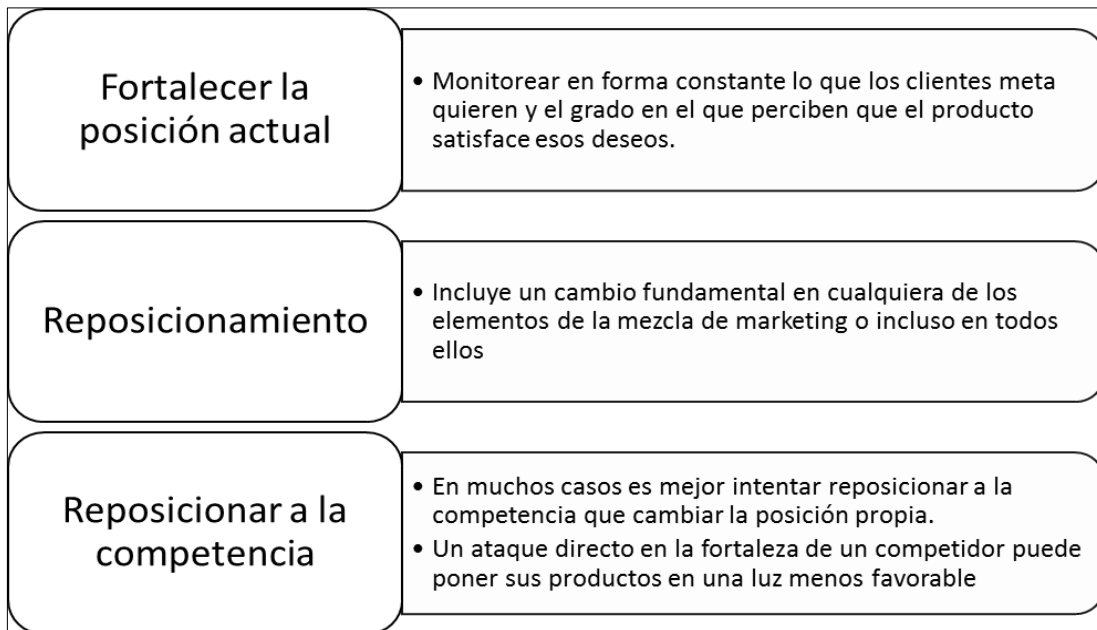 Fortalecer la
posición actual
• Monitorear en forma constante lo que los clientes meta
quieren y el grado en el que perciben que el producto
satisface esos deseos.
Reposicionamiento
• Incluye un cambio fundamental en cualquiera de los
elementos de la mezcla de marketing o incluso en todos
ellos
Reposicionar a la
competencia
• En muchos casos es mejor intentar reposicionar a la
competencia que cambiar la posición propia.
• Un ataque directo en la fortaleza de un competidor puede
poner sus productos en una luz menos favorable